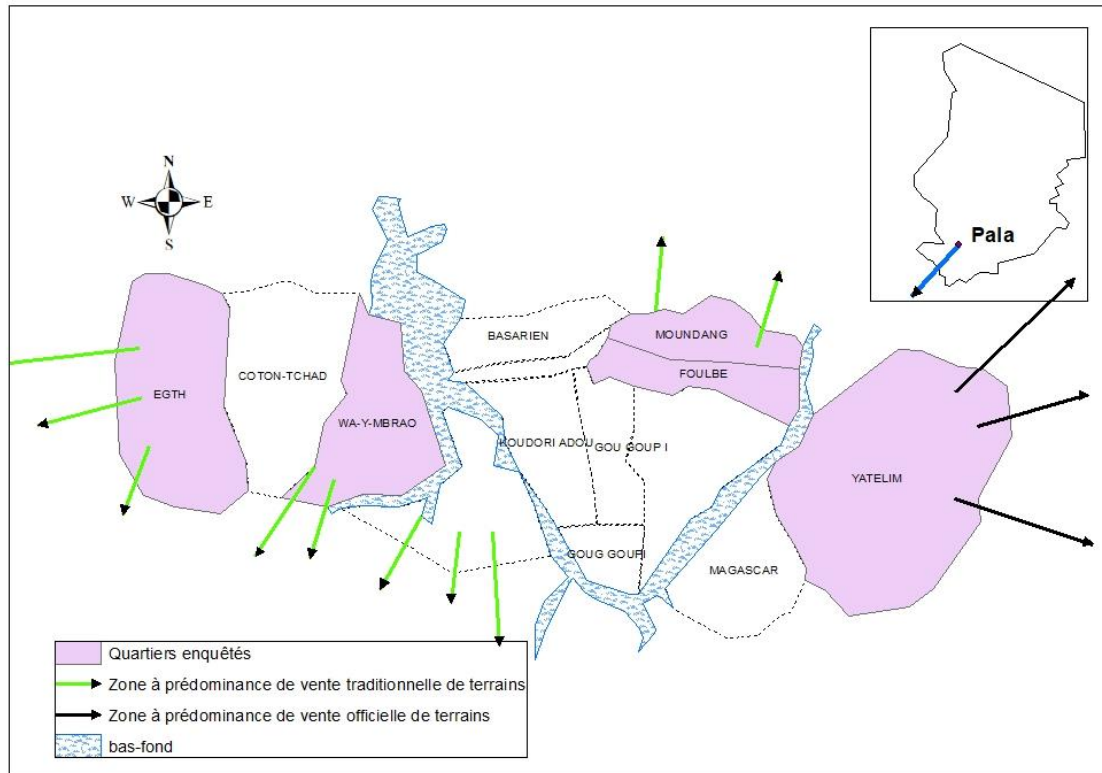 N
W E
S
Pala
BASARIEN
MOUNDANG
FOULBE
COTON-TCHAD
EGTH
WA-Y-MBRAO
KOUDORI ADOU
GOU GOUP I
YATELIM
GOUG GOUPI
MAGASCAR
Quartiers enquêtés
Zone à prédominance de vente traditionnelle de terrains
Zone à prédominance de vente officielle de terrains
bas-fond